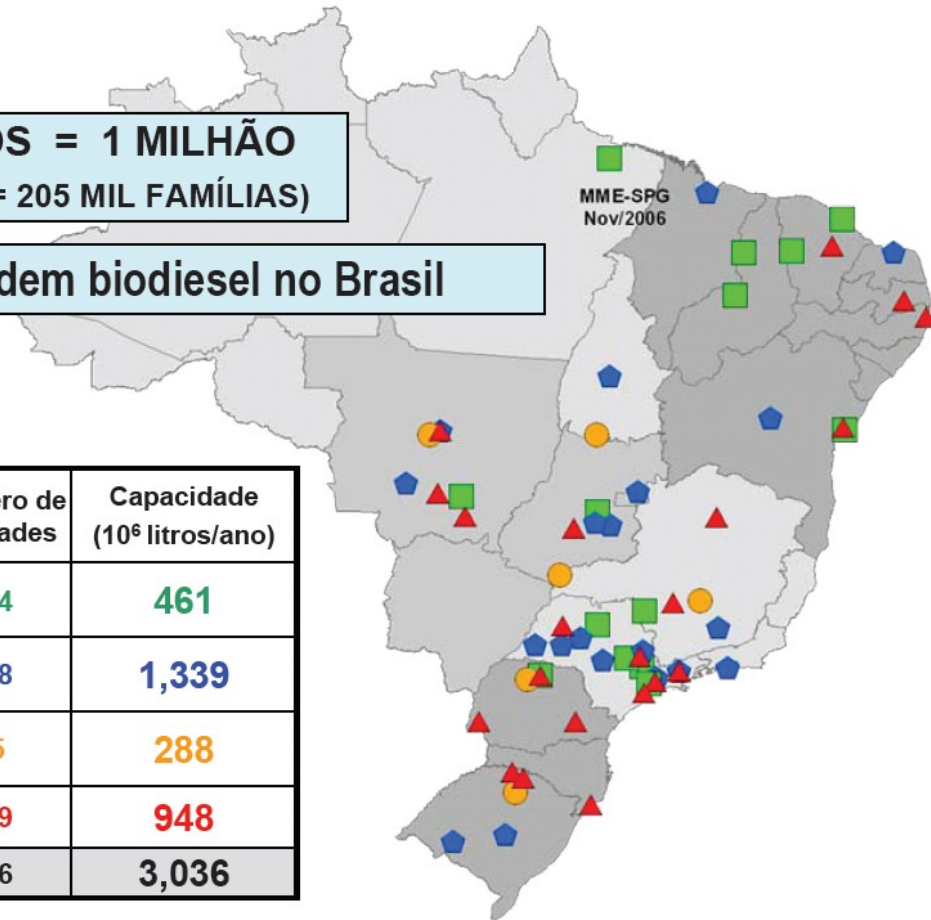 OS = 1 MILHÃO
= 205 MIL FAMÍLIAS)
MME-SPG
Nov/2006
dem biodiesel no Brasil
ero de
ades
Capacidade
(10⁶ litros/ano)
4
461
8
1,339
5
288
9
948
6
3,036